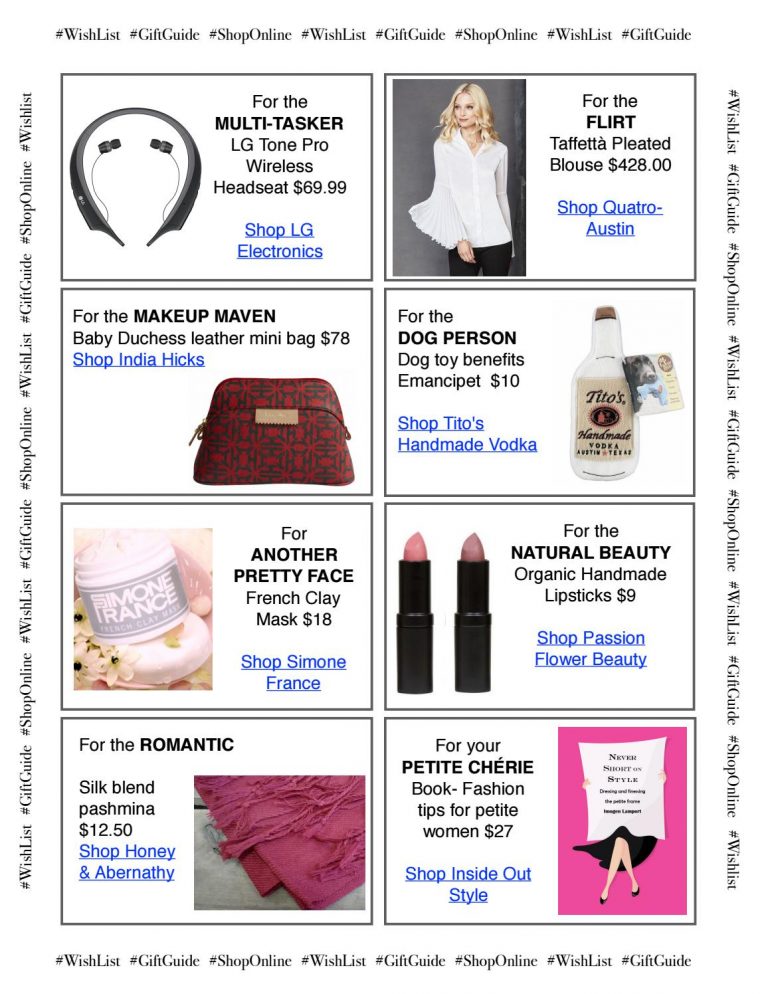 #WishList #GiftGuide #ShopOnline #WishList #GiftGuide #ShopOnline #WishList #GiftGuide
#WishList #GiftGuide #ShopOnline #WishList #GiftGuide #ShopOnline #WishList #GiftGuide #ShopOnline #Wishlist
For the
MULTI-TASKER
LG Tone Pro
Wireless
Headseat $69.99
Shop LG
Electronics
LG
For the
FLIRT
Taffettà Pleated
Blouse $428.00
Shop Quatro-
Austin
For the MAKEUP MAVEN
Baby Duchess leather mini bag $78
Shop India Hicks
For the
DOG PERSON
Dog toy benefits
Emancipet $10
Shop Tito's
Handmade Vodka
Tito's
Handmade
VODKA
AUSTIN ★ TEXAS
For
ANOTHER
PRETTY FACE
French Clay
Mask $18
Shop Simone
France
SIMONE
FRANCE
FRENCH CLAY MASK
For the
NATURAL BEAUTY
Organic Handmade
Lipsticks $9
Shop Passion
Flower Beauty
For the ROMANTIC
Silk blend
pashmina
$12.50
Shop Honey
& Abernathy
For your
PETITE CHÉRIE
Book- Fashion
tips for petite
women $27
Shop Inside Out
Style
NEVER
SHORT ON
STYLE
Dressing and finessing
the petite frame
Imogen Lamport
#WishList #GiftGuide #ShopOnline #WishList #GiftGuide #ShopOnline #WishList #GiftGuide #ShopOnline #Wishlist
#WishList #GiftGuide #ShopOnline #WishList #GiftGuide #ShopOnline #WishList #GiftGuide